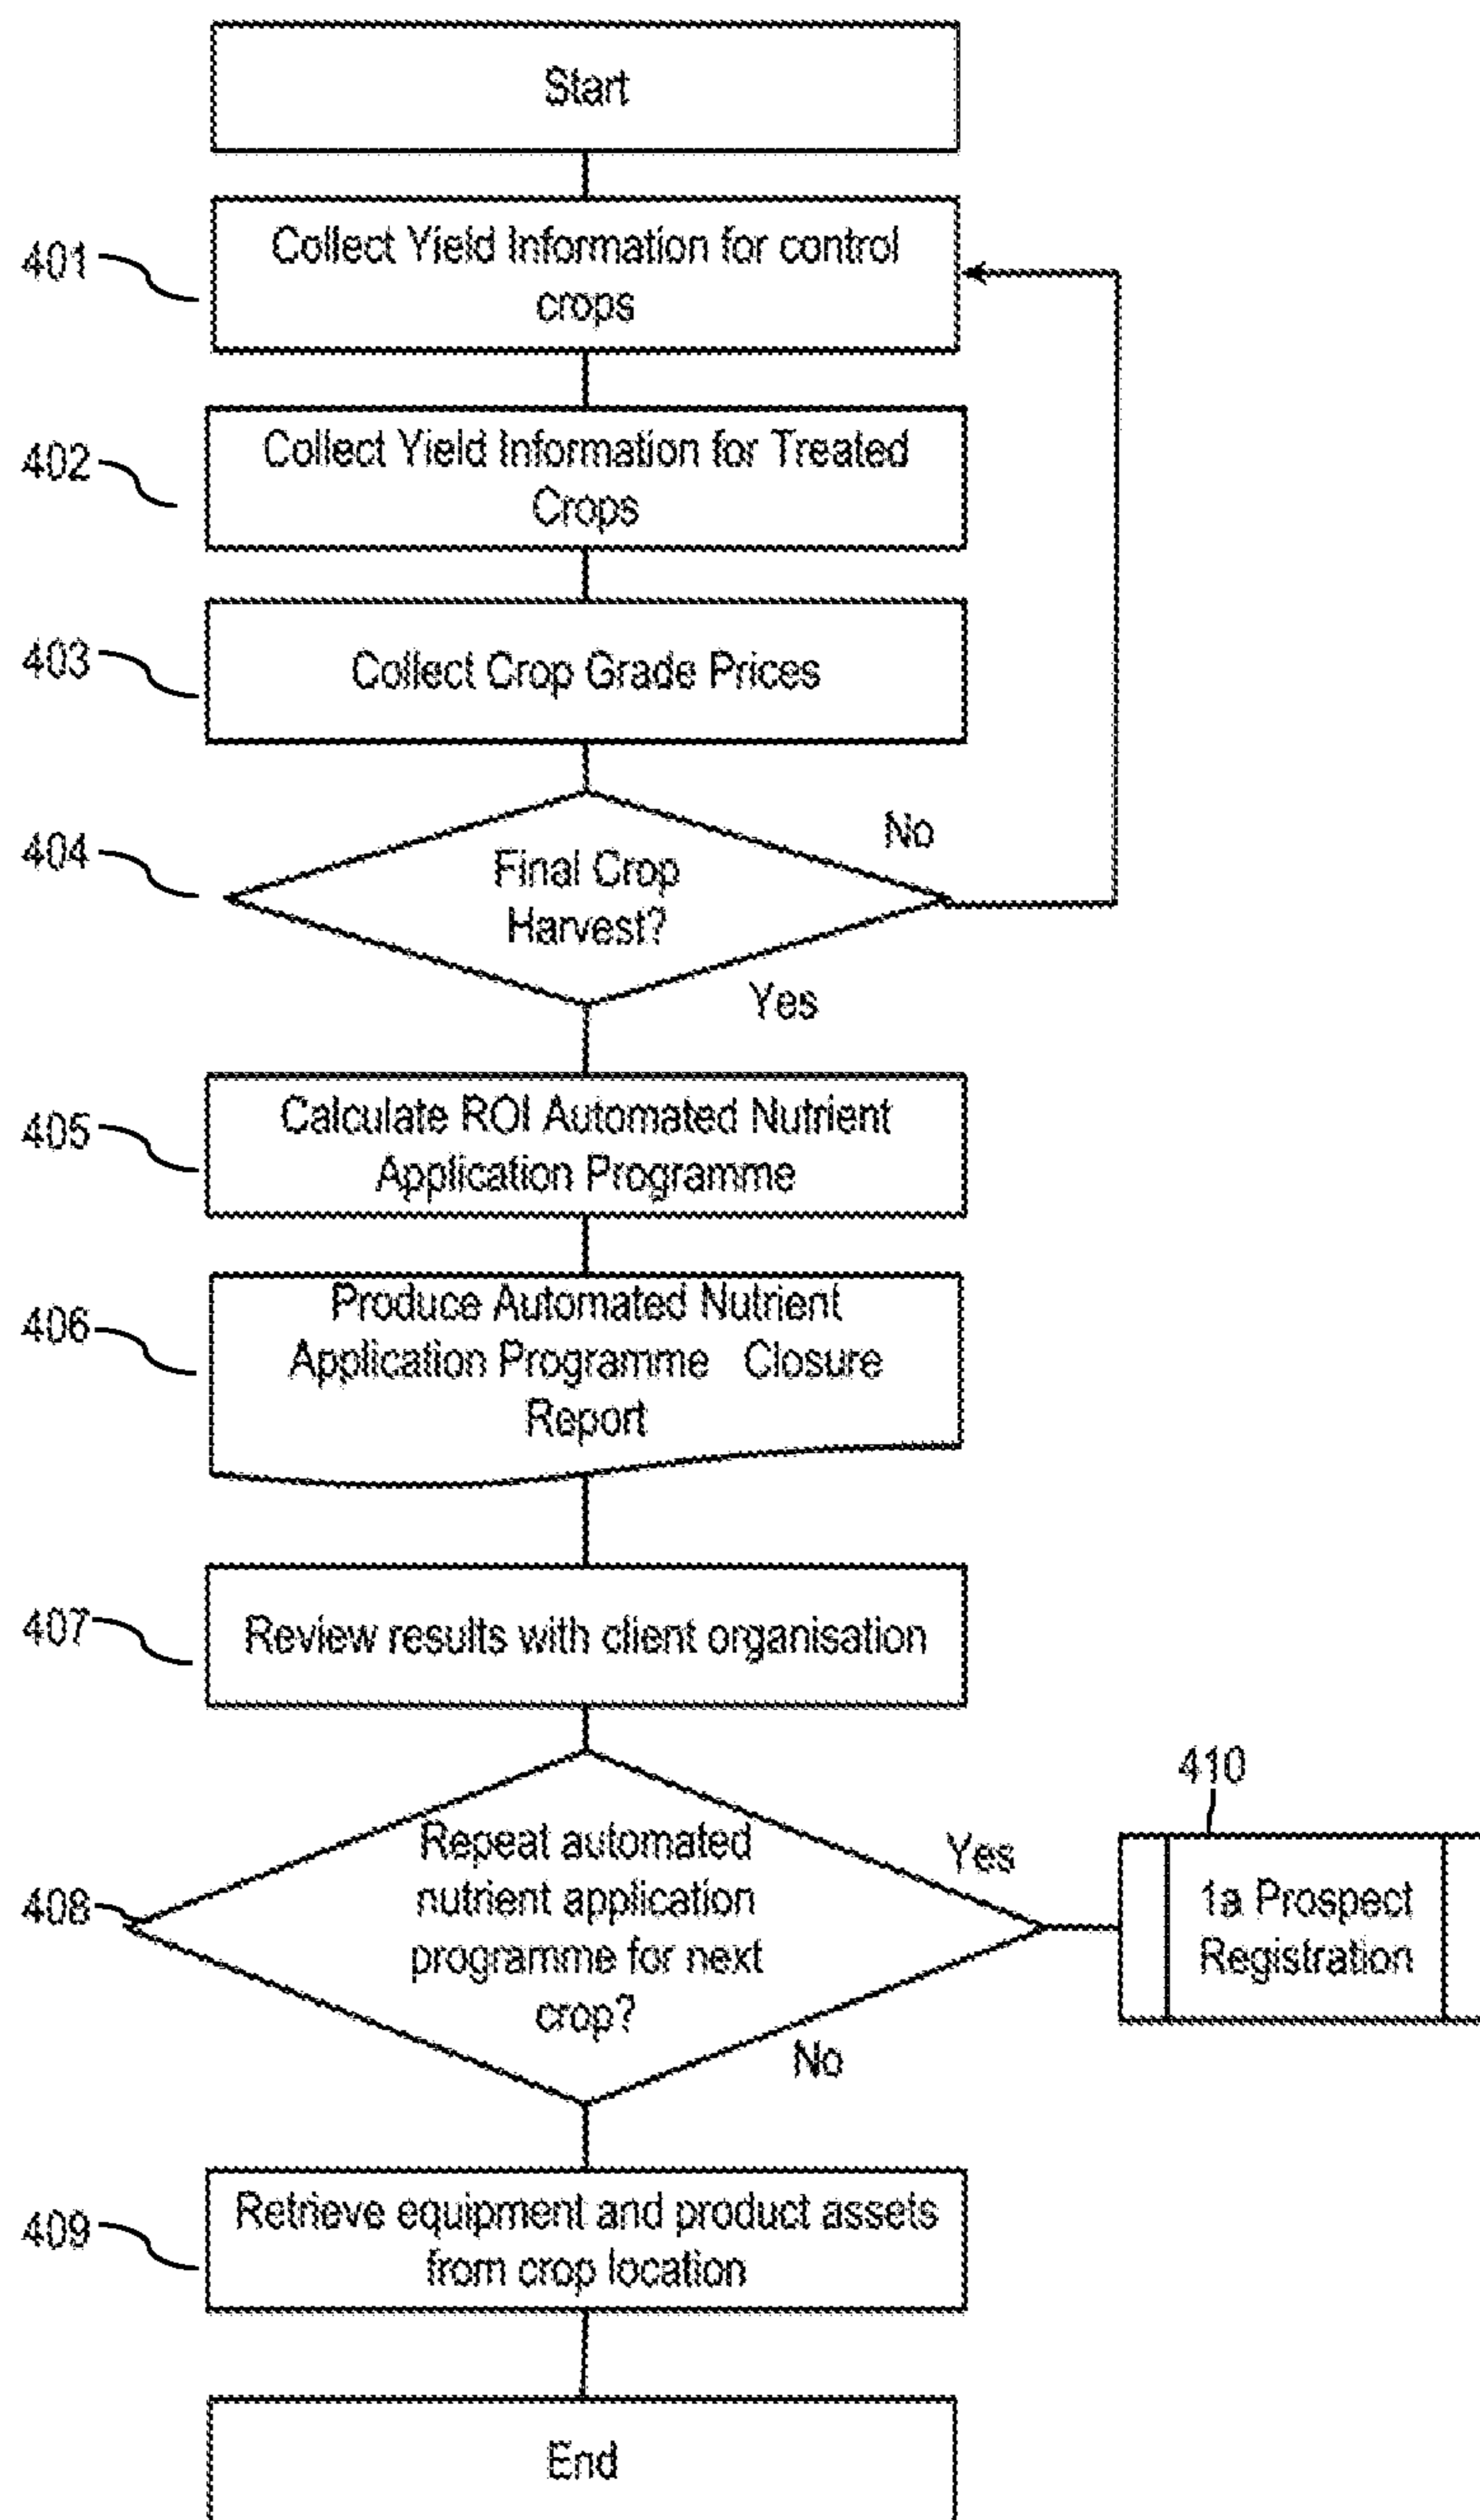 Start
401
Collect Yield Information for control
crops
402
Collect Yield Information for Treated
Crops
403
Collect Crop Grade Prices
404
Final Crop
Harvest?
No
Yes
405
Calculate ROI Automated Nutrient
Application Programme
406
Produce Automated Nutrient
Application Programme Closure
Report
407
Review results with client organisation
408
Repeat automated
nutrient application
programme for next
crop?
Yes
No
410
1a Prospect
Registration
409
Retrieve equipment and product assets
from crop location
End